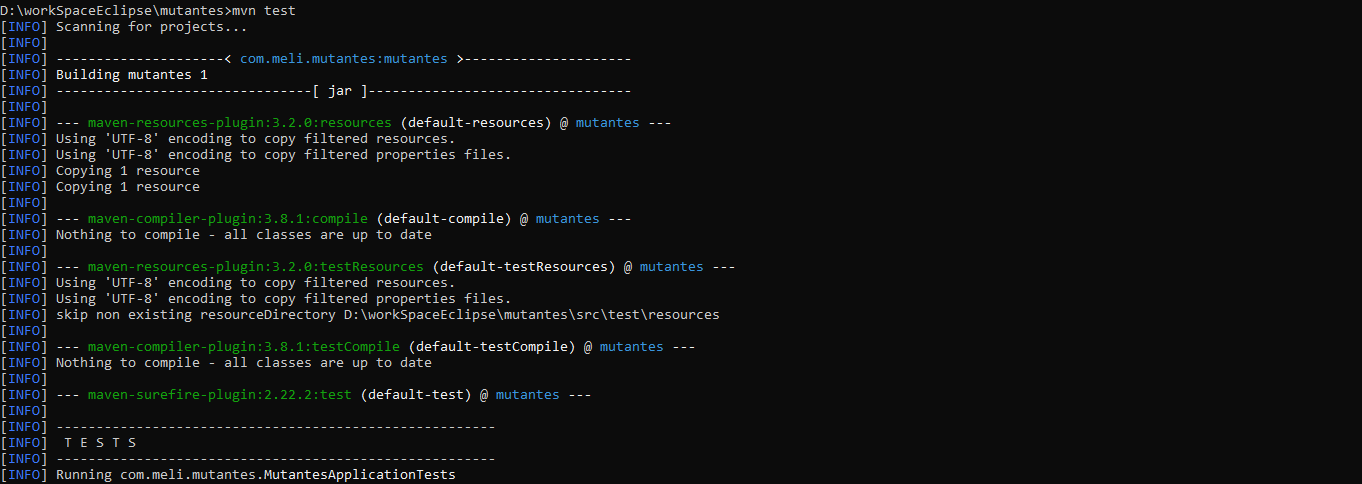 D:\workSpaceEclipse\mutantes>mvn test
[INFO] Scanning for projects...
[INFO]
[INFO] ---------------------< com.meli.mutantes:mutantes >---------------------
[INFO] Building mutantes 1
[INFO] --------------------------------[ jar ]---------------------------------
[INFO]
[INFO] --- maven-resources-plugin:3.2.0:resources (default-resources) @ mutantes ---
[INFO] Using 'UTF-8' encoding to copy filtered resources.
[INFO] Using 'UTF-8' encoding to copy filtered properties files.
[INFO] Copying 1 resource
[INFO] Copying 1 resource
[INFO]
[INFO] --- maven-compiler-plugin:3.8.1:compile (default-compile) @ mutantes ---
[INFO] Nothing to compile - all classes are up to date
[INFO]
[INFO] --- maven-resources-plugin:3.2.0:testResources (default-testResources) @ mutantes ---
[INFO] Using 'UTF-8' encoding to copy filtered resources.
[INFO] Using 'UTF-8' encoding to copy filtered properties files.
[INFO] skip non existing resourceDirectory D:\workSpaceEclipse\mutantes\src\test\resources
[INFO]
[INFO] --- maven-compiler-plugin:3.8.1:testCompile (default-testCompile) @ mutantes ---
[INFO] Nothing to compile - all classes are up to date
[INFO]
[INFO] --- maven-surefire-plugin:2.22.2:test (default-test) @ mutantes ---
[INFO]
[INFO] -------------------------------------------------------
[INFO]  T E S T S
[INFO] -------------------------------------------------------
[INFO] Running com.meli.mutantes.MutantesApplicationTests